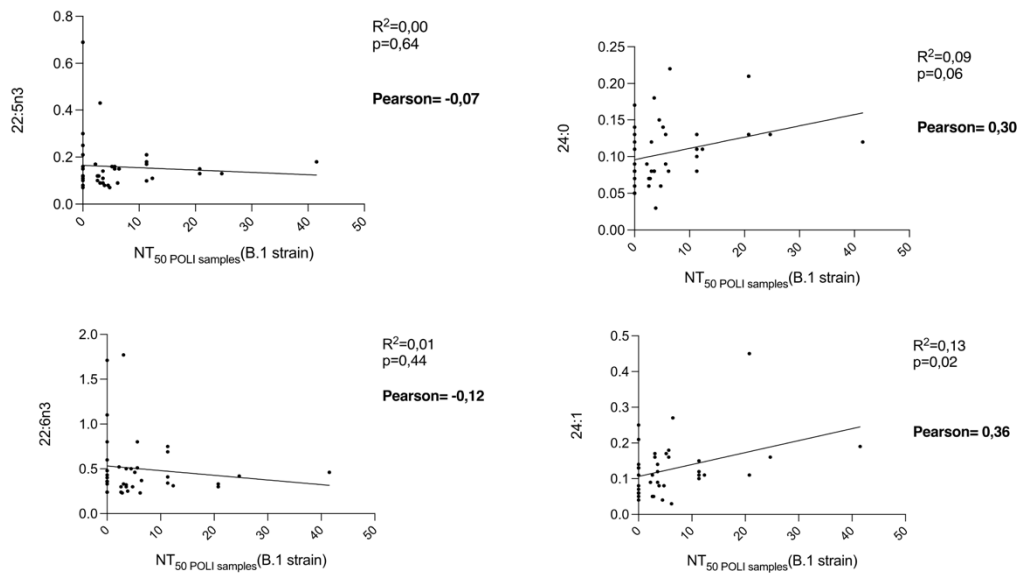 0.8
0.6
0.4
0.2
0.0
22:5n3
0
10
20
30
40
50
NT50 POLI samples(B.1 strain)
R2=0,00
p=0,64
Pearson= -0,07
0.25
0.20
0.15
0.10
0.05
0.00
24:0
0
10
20
30
40
50
NT50 POLI samples(B.1 strain)
R2=0,09
p=0,06
Pearson= 0,30
2.0
1.5
1.0
0.5
0.0
22:6n3
0
10
20
30
40
50
NT50 POLI samples(B.1 strain)
R2=0,01
p=0,44
Pearson= -0,12
0.5
0.4
0.3
0.2
0.1
0.0
24:1
0
10
20
30
40
50
NT50 POLI samples(B.1 strain)
R2=0,13
p=0,02
Pearson= 0,36